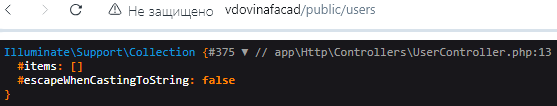 Не защищено vdovinafacad/public/users
Illuminate\Support\Collection {#375 ▼ // app\Http\Controllers\UserController.php:13
#items: []
#escapeWhenCastingToString: false
}